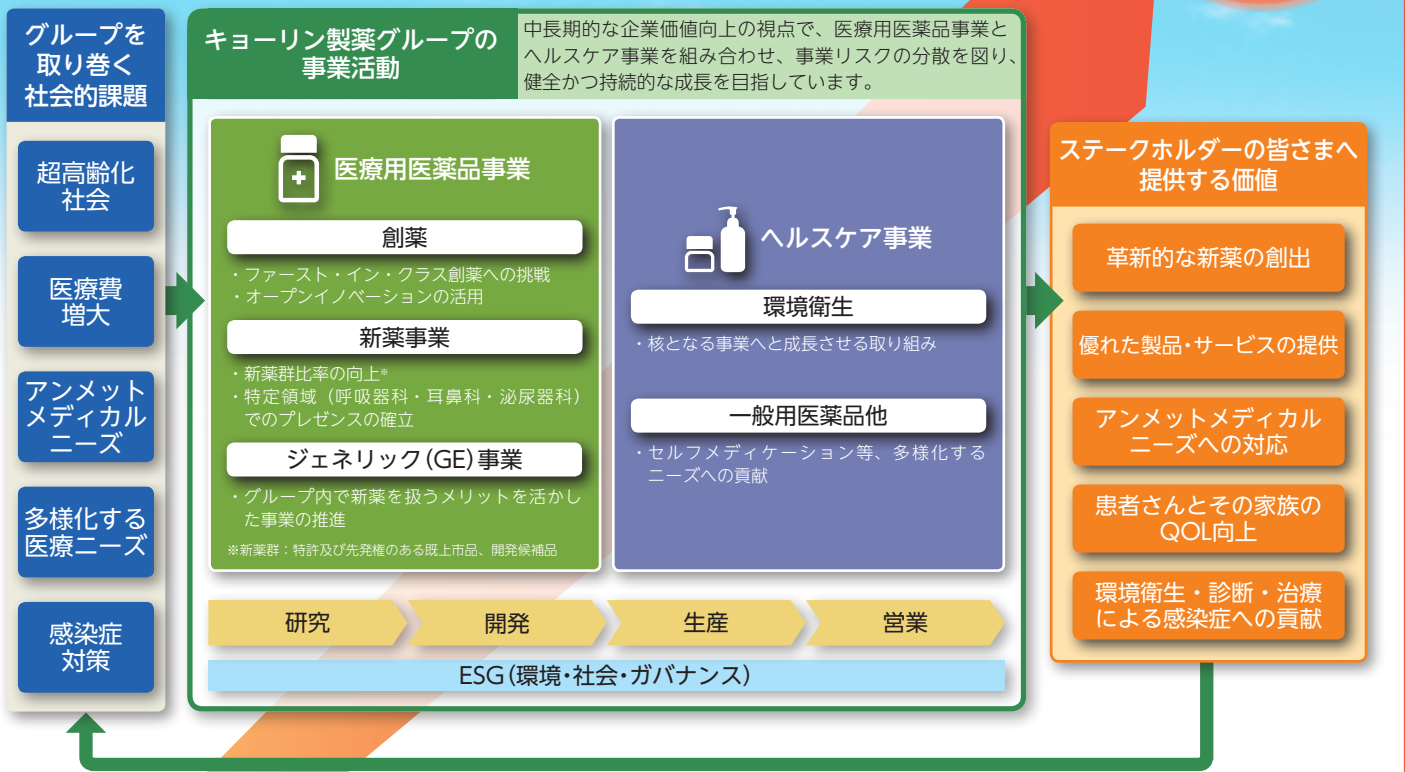 グループを
取り巻く
社会的課題
超高齢化
社会
医療費
増大
アンメット
メディカル
ニーズ
多様化する
医療ニーズ
感染症
対策
キョーリン製薬グループの
事業活動
中長期的な企業価値向上の視点で、医療用医薬品事業と
ヘルスケア事業を組み合わせ、事業リスクの分散を図り、
健全かつ持続的な成長を目指しています。
医療用医薬品事業
創薬
・ファースト・イン・クラス創薬への挑戦
・オープンイノベーションの活用
新薬事業
・新薬群比率の向上※
・特定領域（呼吸器科・耳鼻科・泌尿器科）
でのプレゼンスの確立
ジェネリック(GE)事業
・グループ内で新薬を扱うメリットを活かし
た事業の推進
※新薬群：特許及び先発権のある既上市品、開発候補品
ヘルスケア事業
環境衛生
・核となる事業へと成長させる取り組み
一般用医薬品他
・セルフメディケーション等、多様化する
ニーズへの貢献
研究
開発
生産
営業
ESG(環境・社会・ガバナンス)
ステークホルダーの皆さまへ
提供する価値
革新的な新薬の創出
優れた製品・サービスの提供
アンメットメディカル
ニーズへの対応
患者さんとその家族の
QOL向上
環境衛生・診断・治療
による感染症への貢献